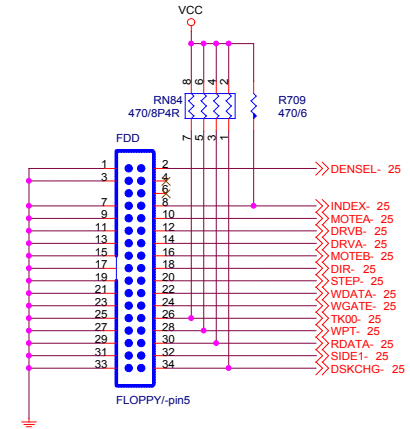 VCC
8 6 4 2
RN84
470/8P4R
R709
470/6
7 5 3 1
FDD
1 2 DENSEL- 25
3 4
6
7 8 INDEX- 25
9 10 MOTEA- 25
11 12 DRVB- 25
13 14 DRVA- 25
15 16 MOTEB- 25
17 18 DIR- 25
19 20 STEP- 25
21 22 WDATA- 25
23 24 WGATE- 25
25 26 TK00- 25
27 28 WPT- 25
29 30 RDATA- 25
31 32 SIDE1- 25
33 34 DSKCHG- 25
FLOPPY/-pin5